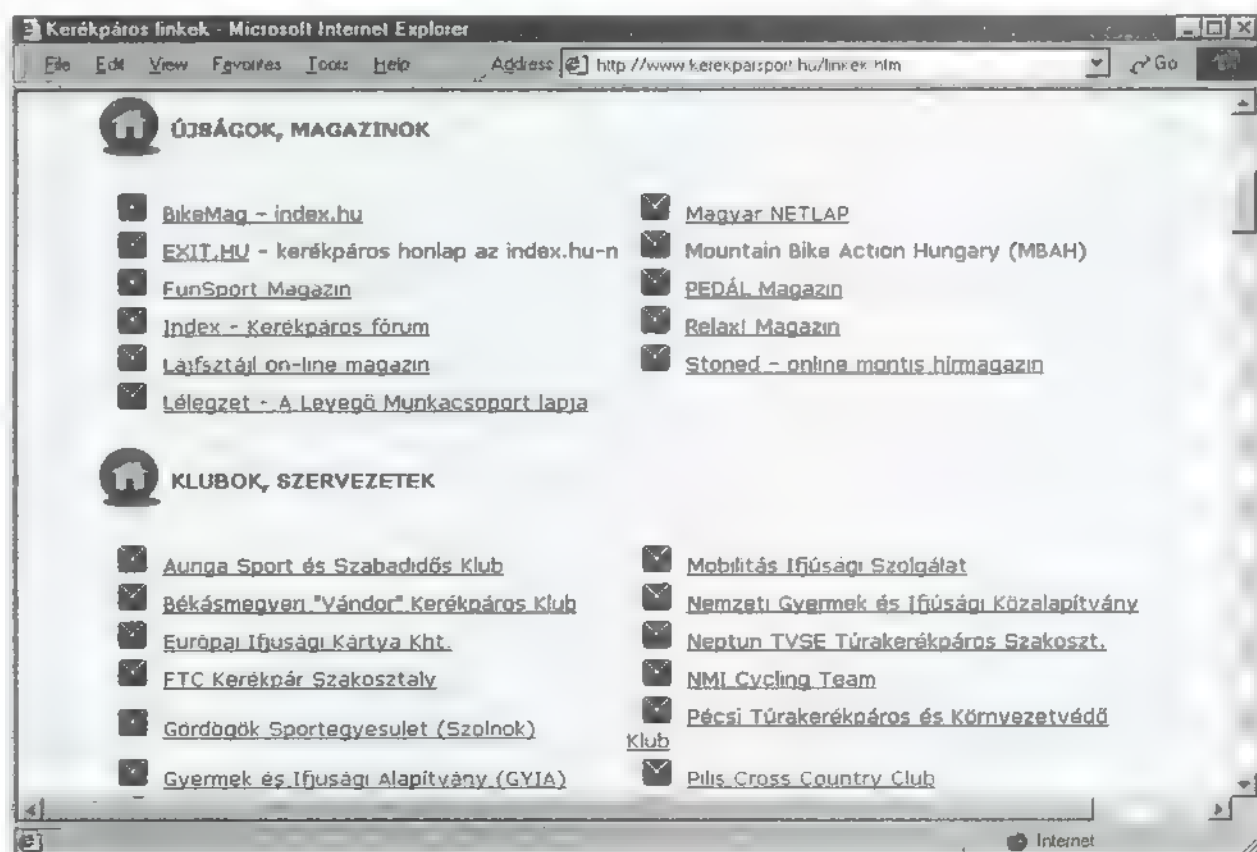 Kerékpáros linkek - Microsoft Internet Explorer
File Edit View Favorites Tools Help Address http://www.kerekparsport.hu/linkek.htm Go
ÚJSÁGOK, MAGAZINOK
BikeMag - index.hu
EXIT.HU - kerékpáros honlap az index.hu-n
FunSport Magazin
Index - Kerékpáros fórum
Lajfsztájl on-line magazin
Lélegzet - A Levegő Munkacsoport lapja
Magyar NETLAP
Mountain Bike Action Hungary (MBAH)
PEDÁL Magazin
Relax! Magazin
Stoned - online montis hírmagazin
KLUBOK, SZERVEZETEK
Aunga Sport és Szabadidős Klub
Békásmegyeri "Vándor" Kerékpáros Klub
Európai Ifjusági Kártya Kht.
FTC Kerékpár Szakosztaly
Gördögök Sportegyesulet (Szolnok)
Gyermek és Ifjusági Alapítvány (GYIA)
Mobilitás Ifjúsági Szolgálat
Nemzeti Gyermek és Ifjúsági Közalapítvány
Neptun TVSE Túrakerékpáros Szakoszt.
NMI Cycling Team
Pécsi Túrakerékpáros és Környezetvédő
Klub
Pilis Cross Country Club
Internet